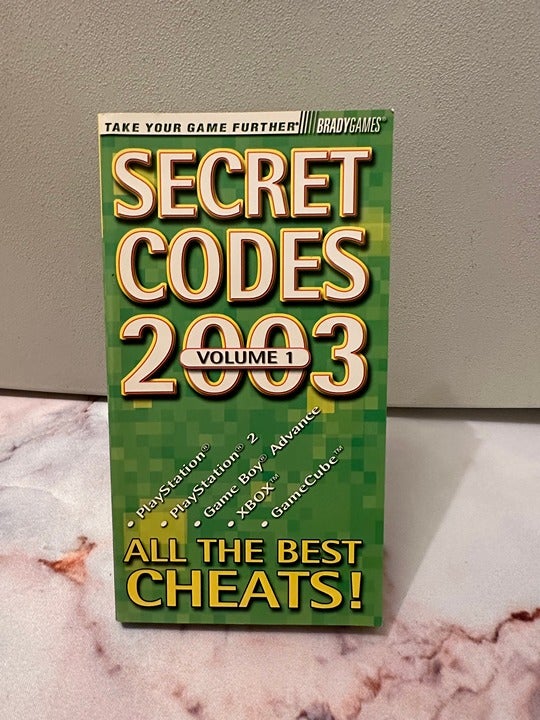 TAKE YOUR GAME FURTHER® BRADYGAMES®
SECRET
CODES
2003
VOLUME 1
• PlayStation®
• PlayStation® 2
• Game Boy® Advance
• XBOX™
• GameCube™
ALL THE BEST
CHEATS!